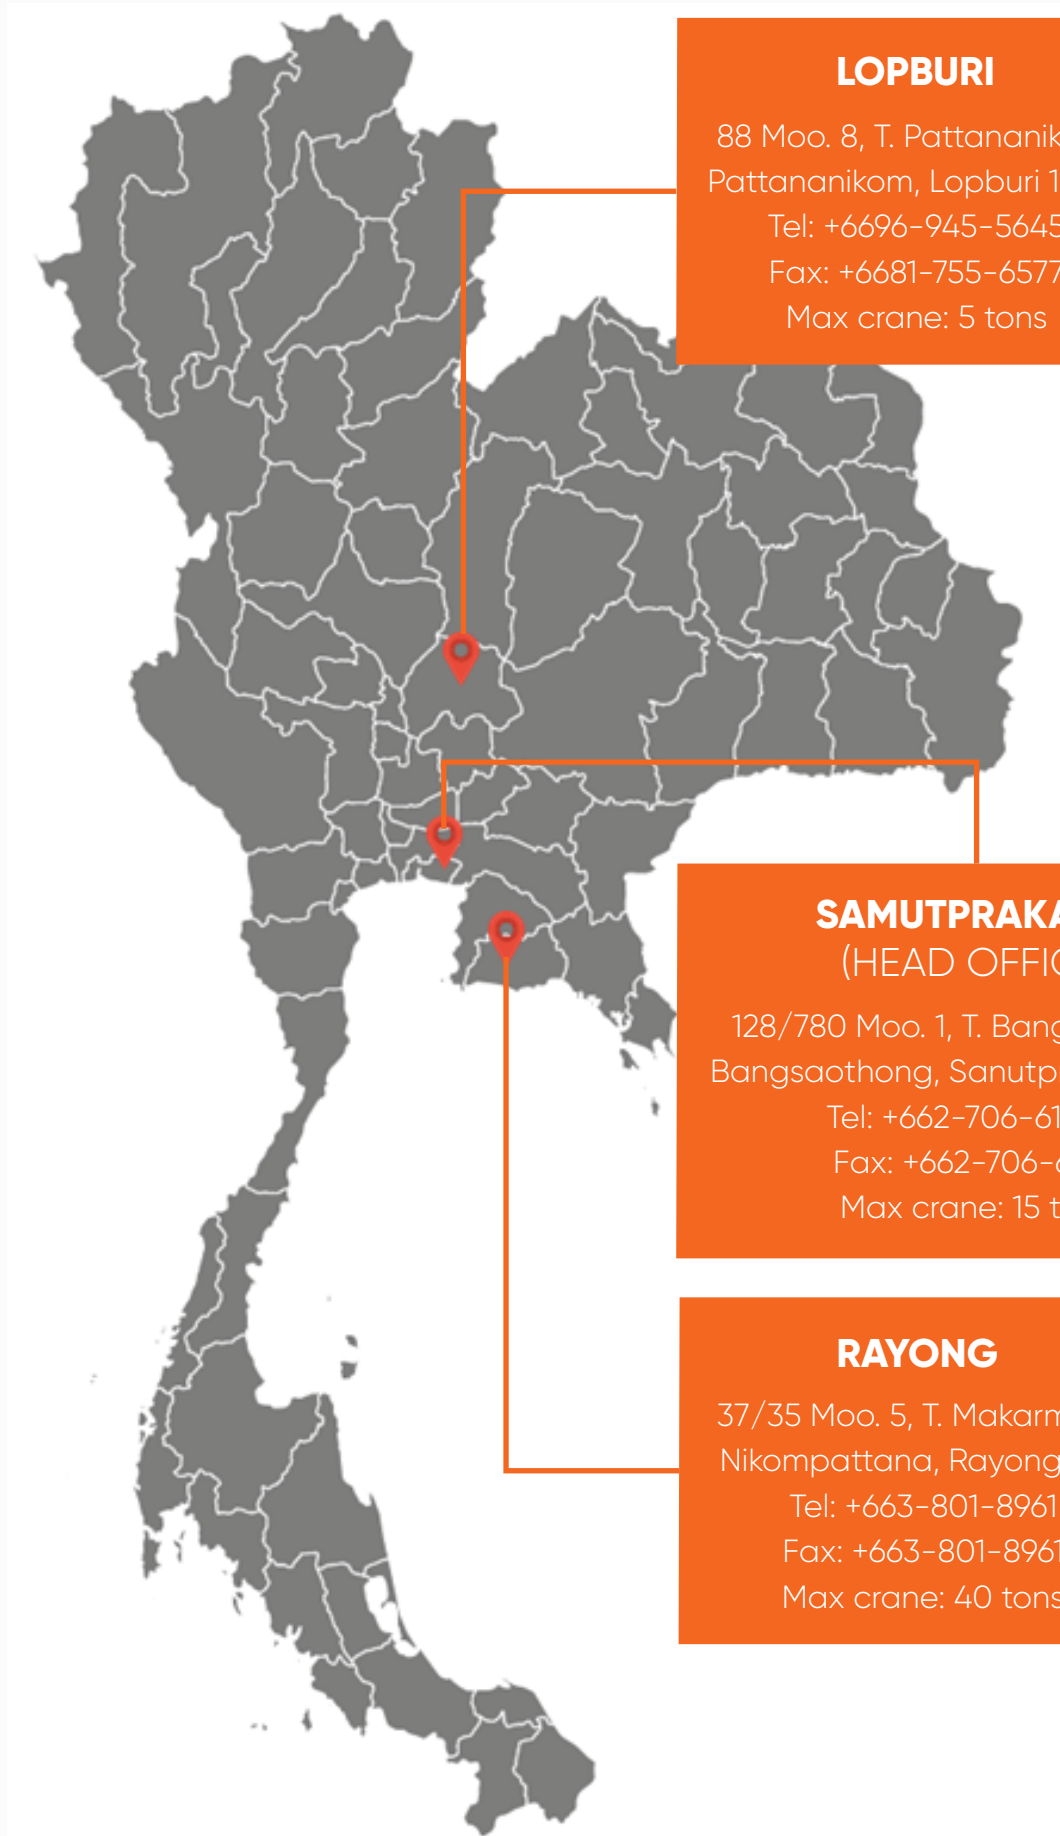 LOPBURI
88 Moo. 8, T. Pattananik
Pattananikom, Lopburi 1
Tel: +6696-945-5645
Fax: +6681-755-6577
Max crane: 5 tons
SAMUTPRAKA
(HEAD OFFIC
128/780 Moo. 1, T. Bang
Bangsaothong, Sanutp
Tel: +662-706-61
Fax: +662-706-
Max crane: 15 t
RAYONG
37/35 Moo. 5, T. Makarm
Nikompattana, Rayong
Tel: +663-801-8961
Fax: +663-801-8961
Max crane: 40 tons